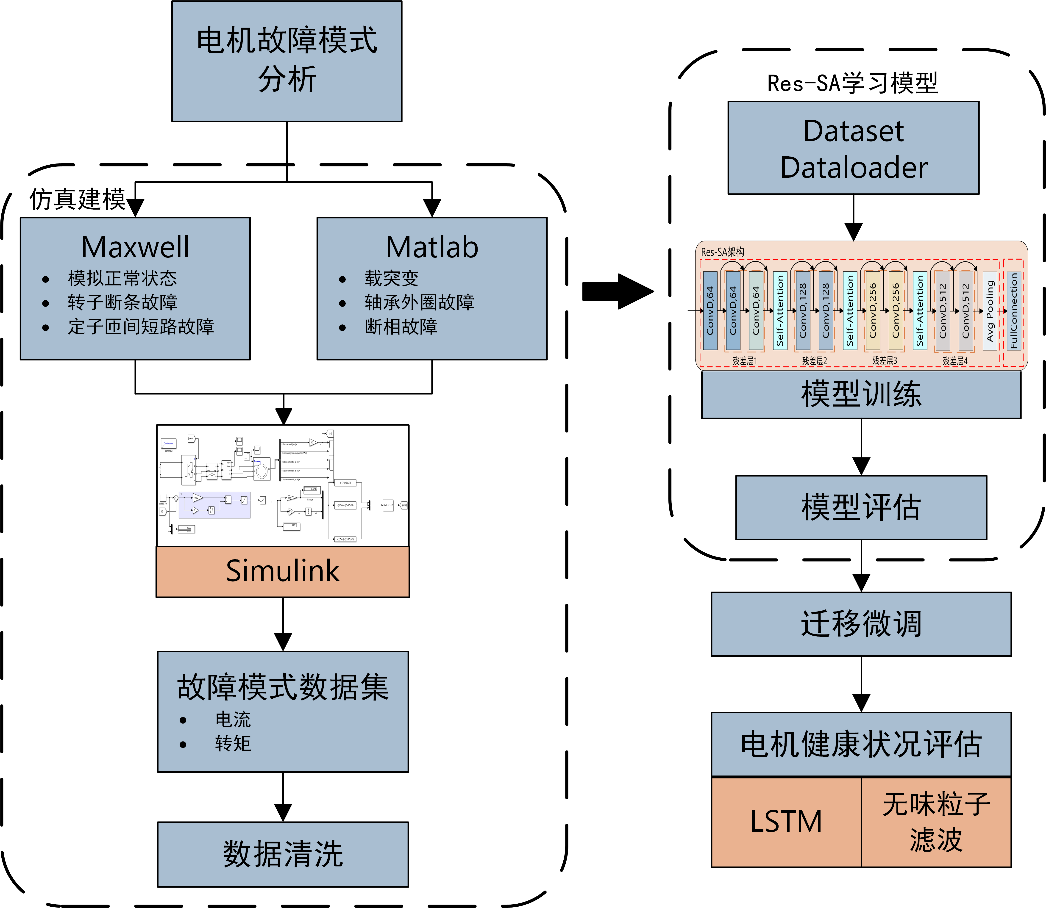 电机故障模式
分析
仿真建模
Maxwell
• 模拟正常状态
• 转子断条故障
• 定子匝间短路故障
Matlab
• 载突变
• 轴承外圈故障
• 断相故障
Simulink
故障模式数据集
• 电流
• 转矩
数据清洗
Res-SA学习模型
Dataset
Dataloader
Res-SA架构
ConvD,64
ConvD,64
ConvD,64
Self-Attention
ConvD,128
ConvD,128
Self-Attention
ConvD,256
ConvD,256
Self-Attention
ConvD,512
ConvD,512
Avg Pooling
FullConnection
残差层1
残差层2
残差层3
残差层4
模型训练
模型评估
迁移微调
电机健康状况评估
LSTM
无味粒子
滤波